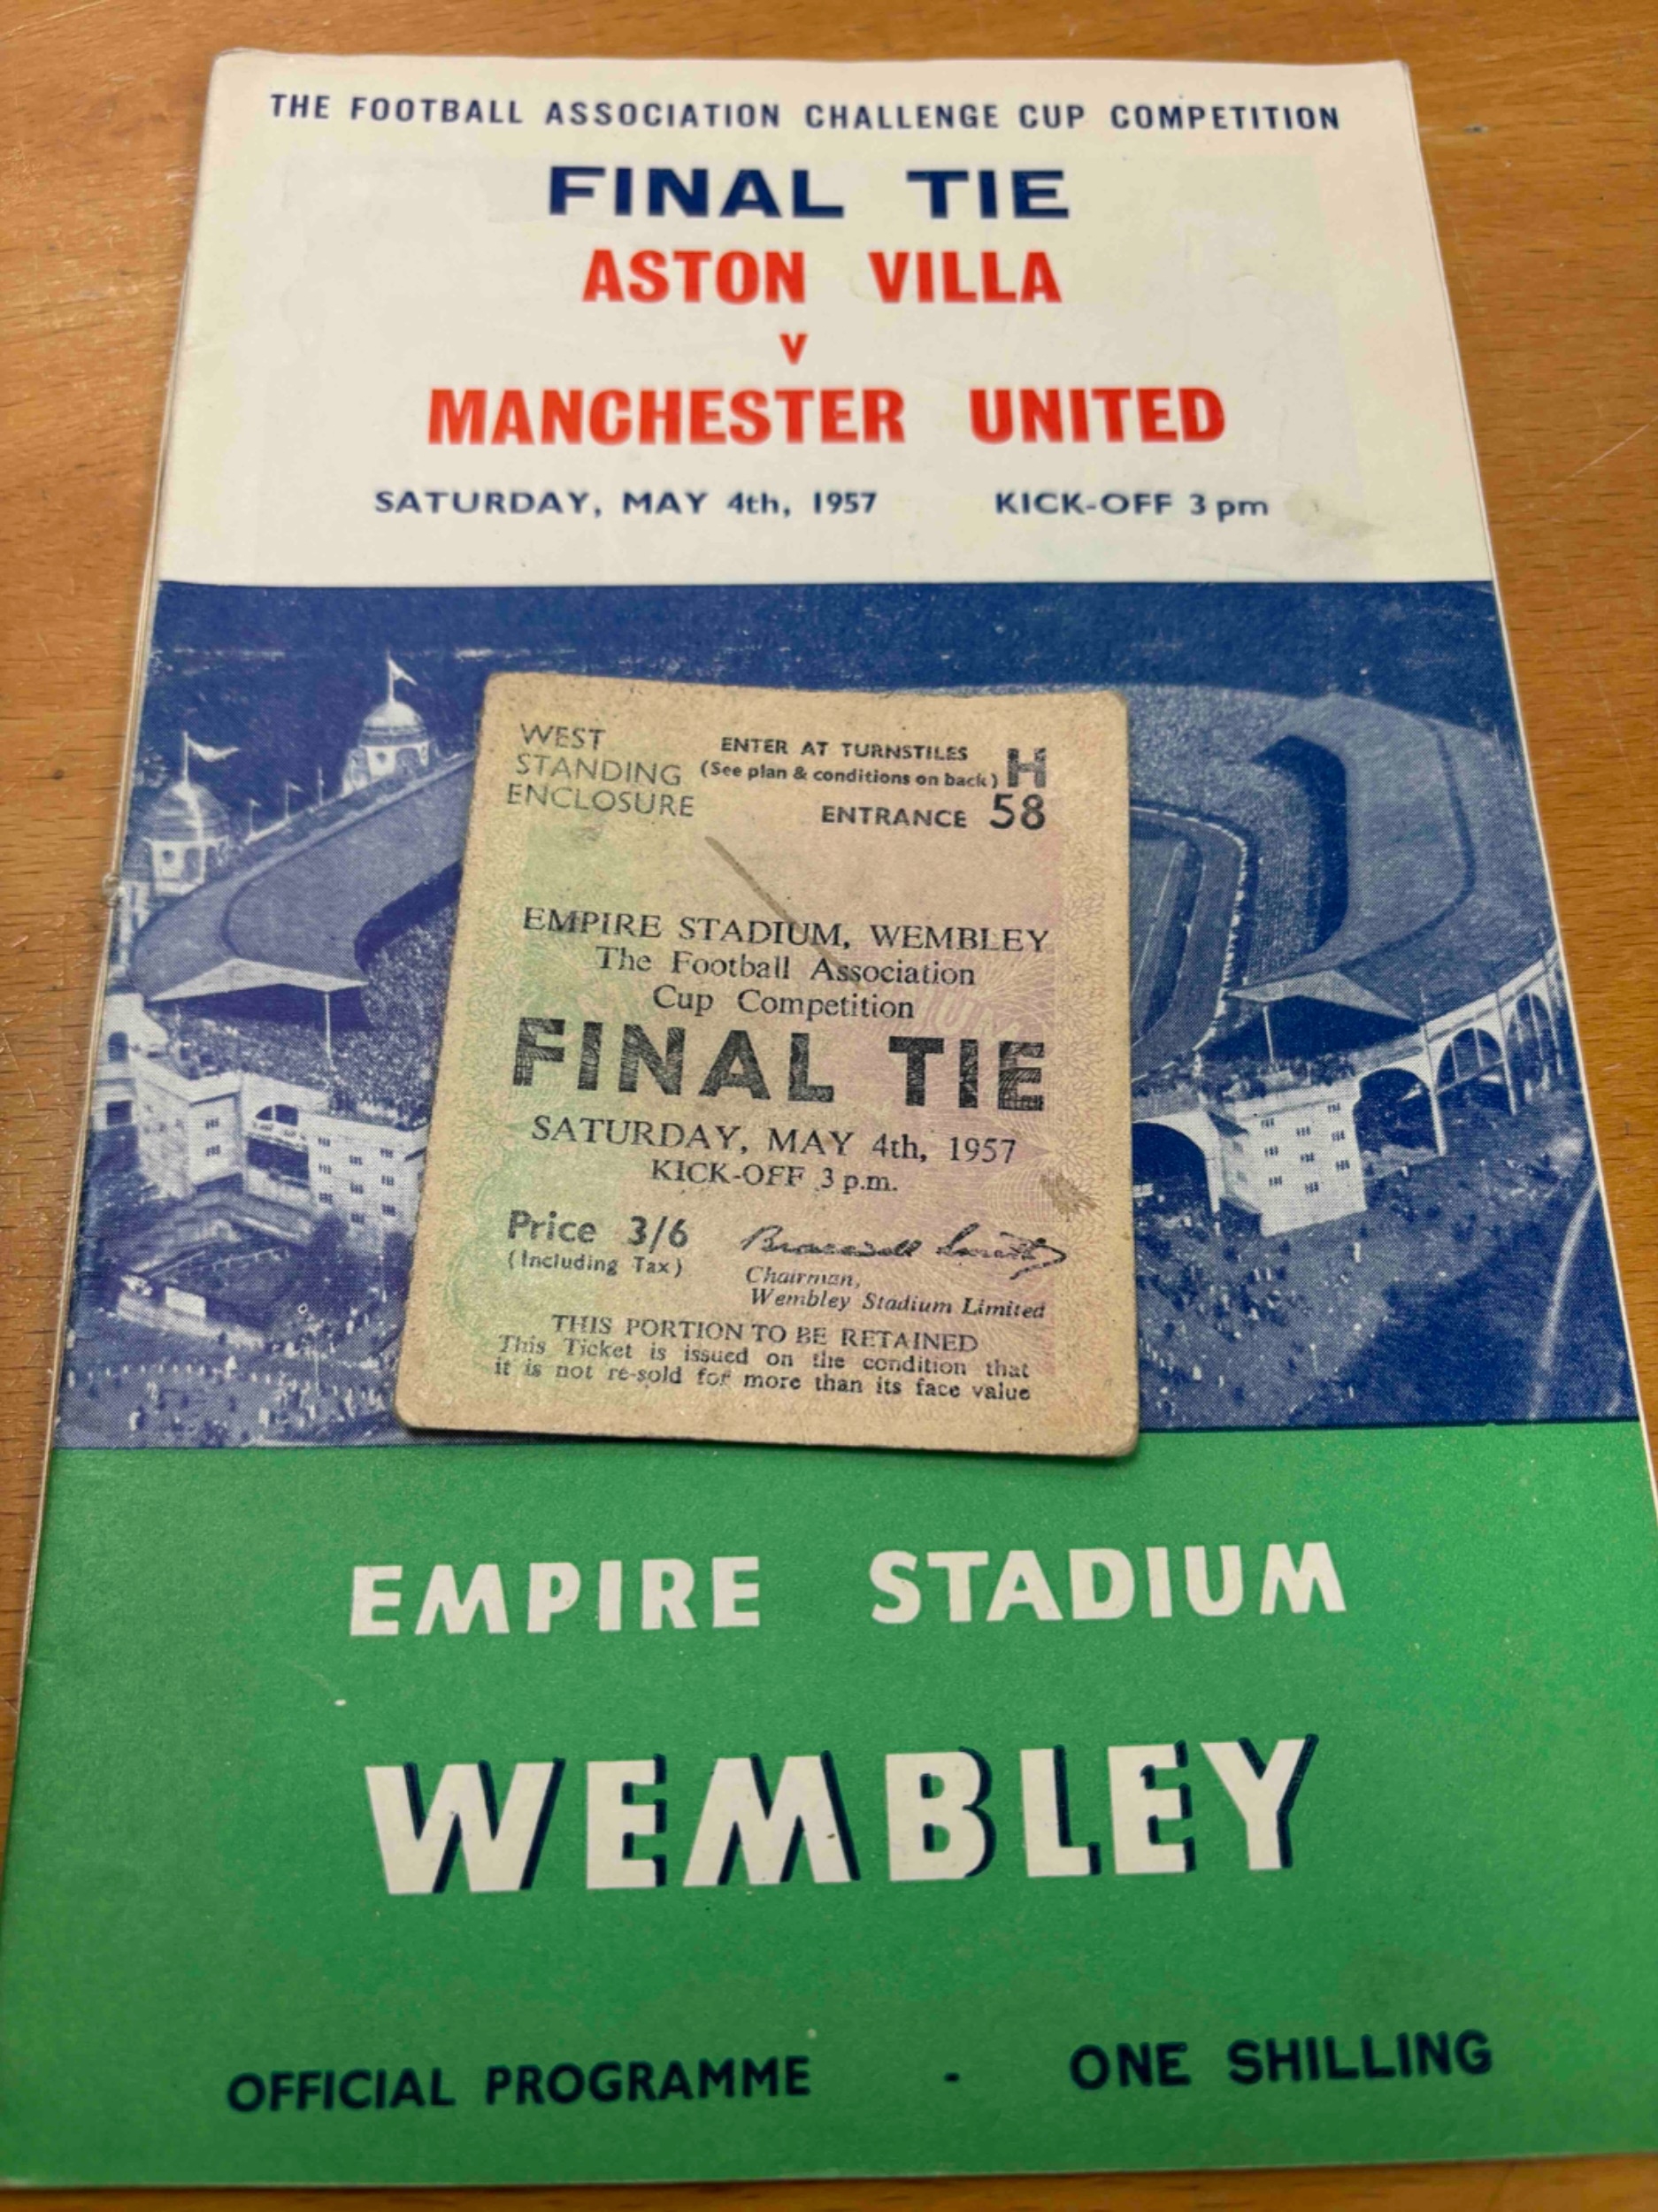 THE FOOTBALL ASSOCIATION CHALLENGE CUP COMPETITION
FINAL TIE
ASTON VILLA
v
MANCHESTER UNITED
SATURDAY, MAY 4th, 1957 KICK-OFF 3 pm
WEST
STANDING
ENCLOSURE
ENTER AT TURNSTILES H
(See plan & conditions on back)
ENTRANCE 58
EMPIRE STADIUM, WEMBLEY
The Football Association
Cup Competition
FINAL TIE
SATURDAY, MAY 4th, 1957
KICK-OFF 3 p.m.
Price 3/6
(Including Tax)
Chairman,
Wembley Stadium Limited
THIS PORTION TO BE RETAINED
This Ticket is issued on the condition that
it is not re-sold for more than its face value
EMPIRE STADIUM
WEMBLEY
OFFICIAL PROGRAMME - ONE SHILLING